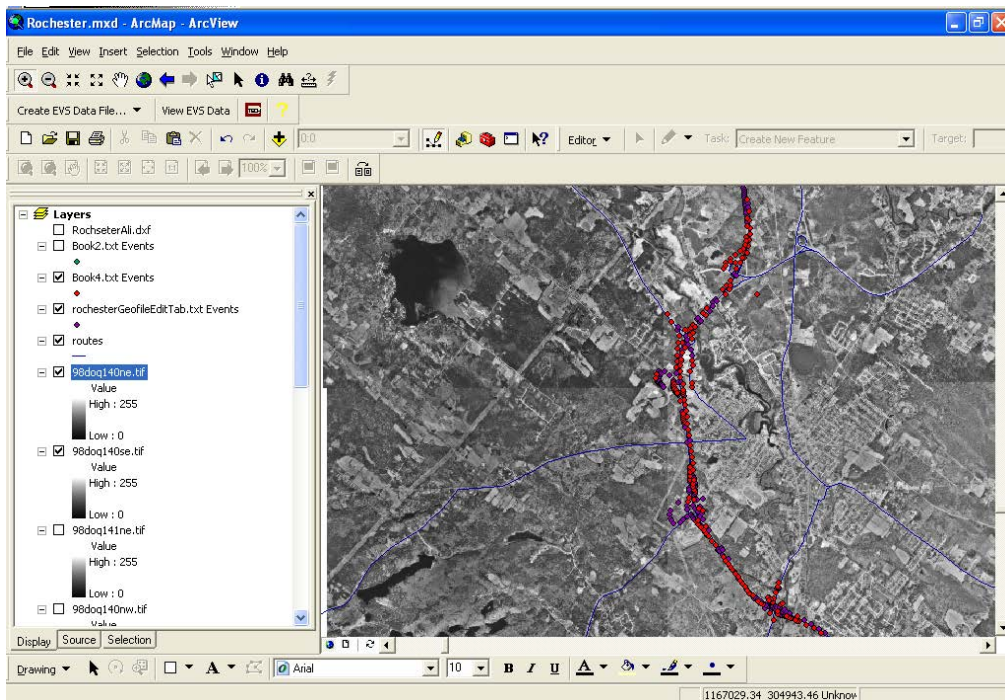 Rochester.mxd - ArcMap - ArcView
File Edit View Insert Selection Tools Window Help
Create EVS Data File... View EVS Data
0:0 Editor Task: Create New Feature Target:
100%
Layers
RochseterAli.dxf
Book2.txt Events
Book4.txt Events
rochesterGeofileEditTab.txt Events
routes
98doq140ne.tif
Value
High : 255
Low : 0
98doq140se.tif
Value
High : 255
Low : 0
98doq141ne.tif
Value
High : 255
Low : 0
98doq140nw.tif
Value
Display Source Selection
Drawing A Arial 10 B I U A
1167029.34 304943.46 Unknow